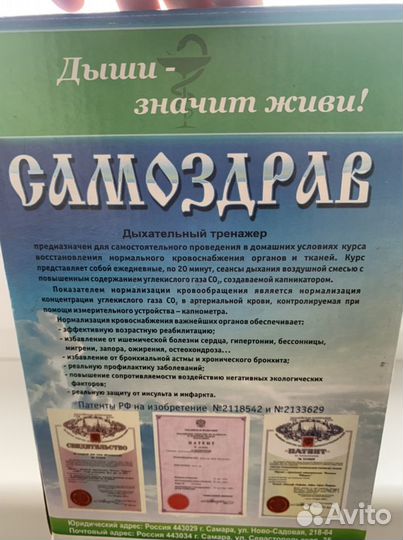 Дыши -
значит живи!
САМОЗДРАВ
Дыхательный тренажер
предназначен для самостоятельного проведения в домашних условиях курса
восстановления нормального кровоснабжения органов и тканей. Курс
представляет собой ежедневные, по 20 минут, сеансы дыхания воздушной смесью с
повышенным содержанием углекислого газа CO₂, создаваемой капникатором.
Показателем нормализации кровообращения является нормализация
концентрации углекислого газа CO₂ в артериальной крови, контролируемая при
помощи измерительного устройства – капнометра.
Нормализация кровоснабжения важнейших органов обеспечивает:
- эффективную возрастную реабилитацию;
- избавление от ишемической болезни сердца, гипертонии, бессонницы,
мигрени, запора, ожирения, остеохондроза...
- избавление от бронхиальной астмы и хронического бронхита;
- реальную профилактику заболеваний;
- повышение сопротивляемости воздействию негативных экологических
факторов;
- реальную защиту от инсульта и инфаркта.
Патенты РФ на изобретение №2118542 и №2133629
СВИДЕТЕЛЬСТВО
ПАТЕНТ
ПАТЕНТ
Юридический адрес: Россия 443029 г. Самара, ул. Ново-Садовая, 218-64
Почтовый адрес: Россия 443034 г. Самара, ул.
Avito